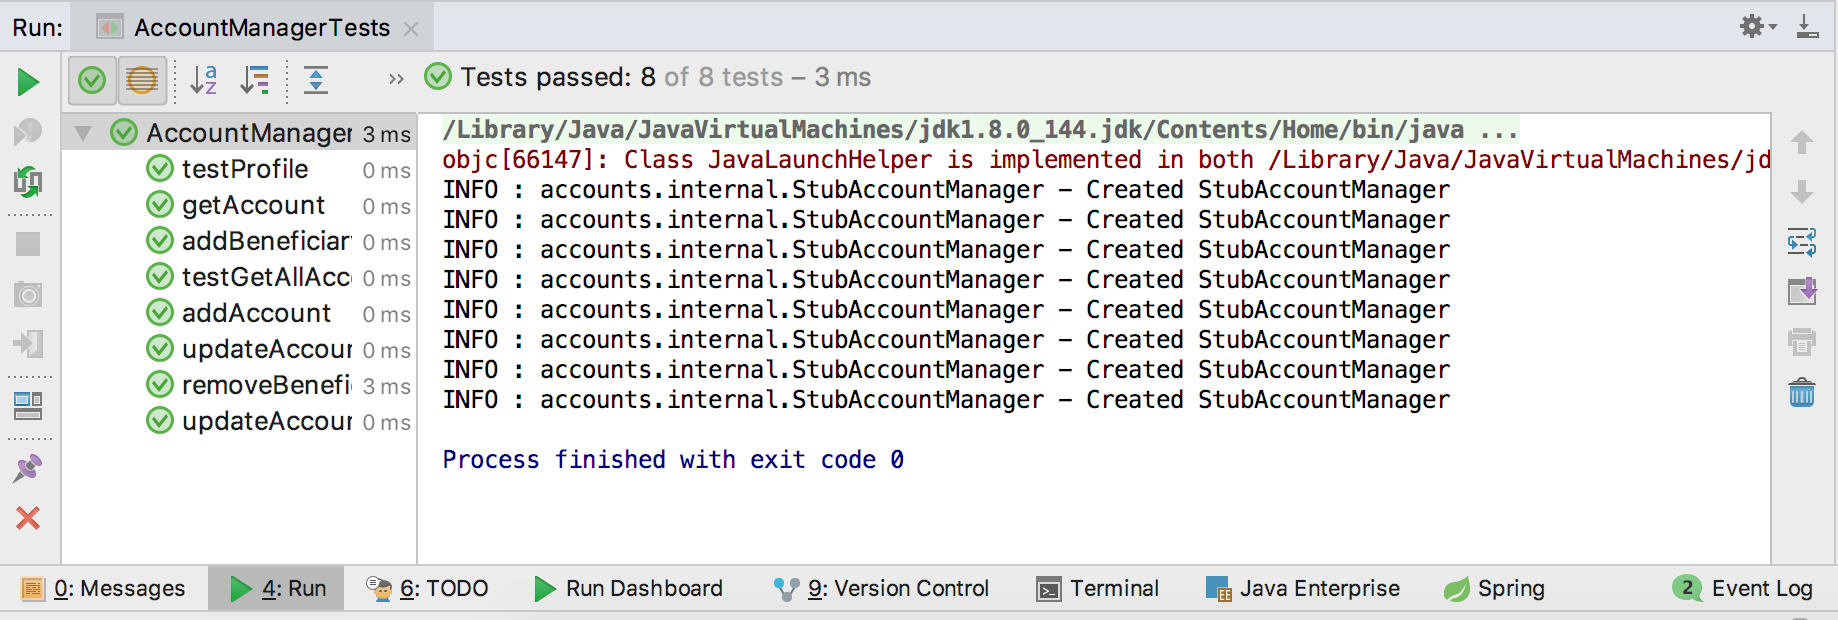 Run: AccountManagerTests
Tests passed: 8 of 8 tests – 3 ms
AccountManager 3 ms
testProfile 0 ms
getAccount 0 ms
addBeneficiar 0 ms
testGetAllAcc 0 ms
addAccount 0 ms
updateAccour 0 ms
removeBenefi 3 ms
updateAccour 0 ms
/Library/Java/JavaVirtualMachines/jdk1.8.0_144.jdk/Contents/Home/bin/java ...
objc[66147]: Class JavaLaunchHelper is implemented in both /Library/Java/JavaVirtualMachines/jd
INFO : accounts.internal.StubAccountManager - Created StubAccountManager
INFO : accounts.internal.StubAccountManager - Created StubAccountManager
INFO : accounts.internal.StubAccountManager - Created StubAccountManager
INFO : accounts.internal.StubAccountManager - Created StubAccountManager
INFO : accounts.internal.StubAccountManager - Created StubAccountManager
INFO : accounts.internal.StubAccountManager - Created StubAccountManager
INFO : accounts.internal.StubAccountManager - Created StubAccountManager
INFO : accounts.internal.StubAccountManager - Created StubAccountManager
Process finished with exit code 0
0: Messages 4: Run 6: TODO Run Dashboard 9: Version Control Terminal Java Enterprise Spring 2 Event Log